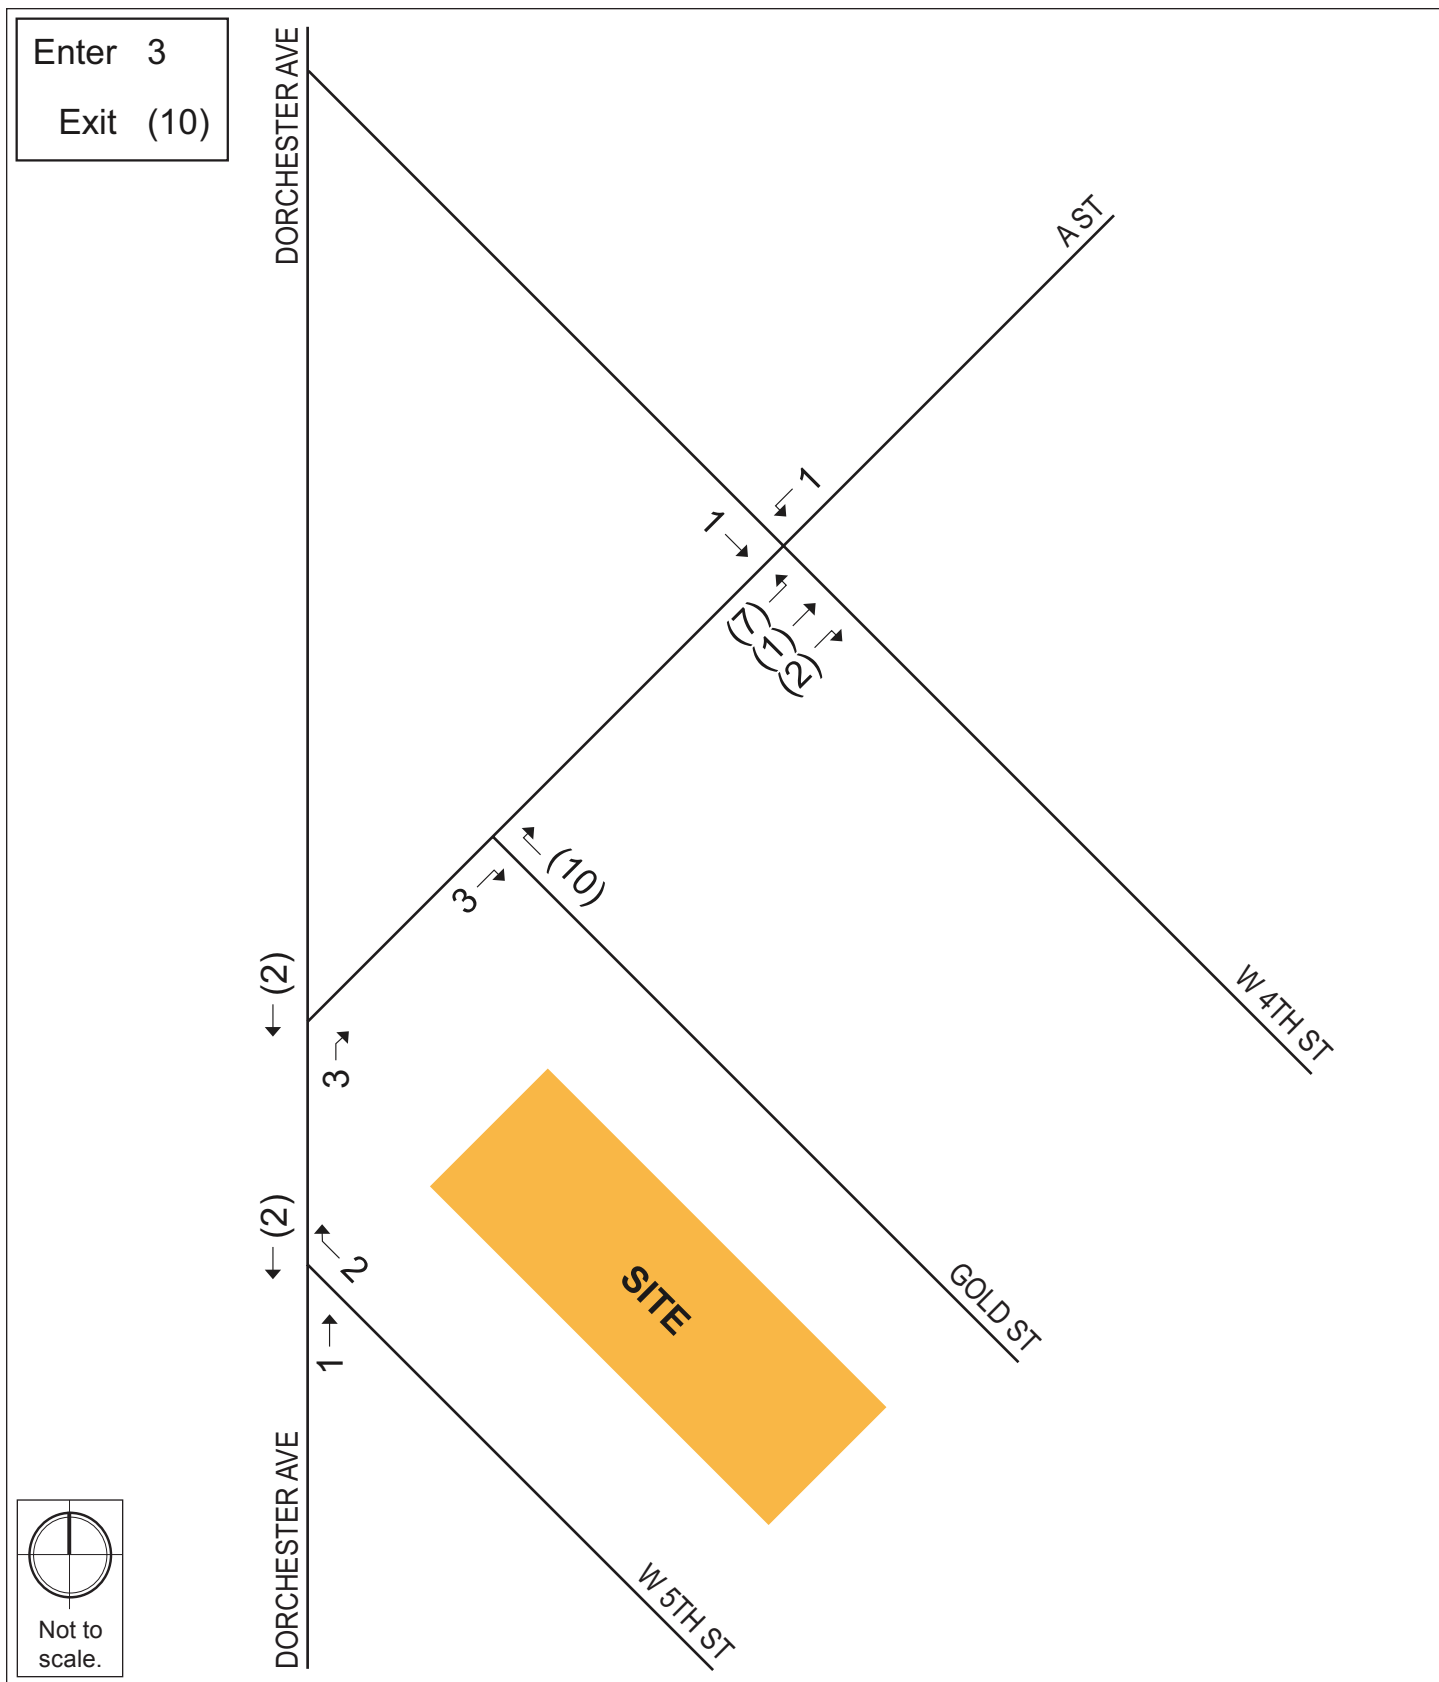 Enter 3
Exit (10)
DORCHESTER AVE
A ST
1
1
(7)
(1)
(2)
(10)
3
(2)
3
W 4TH ST
(2)
2
1
SITE
GOLD ST
DORCHESTER AVE
W 5TH ST
Not to
scale.